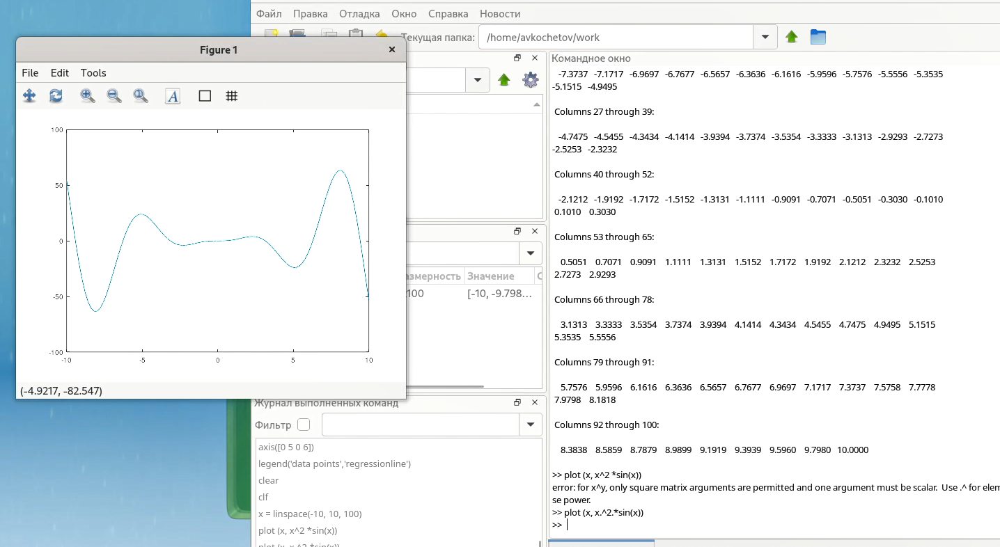 Файл Правка Отладка Окно Справка Новости
Текущая папка: /home/avkochetov/work
Figure 1
File Edit Tools
A
100
50
0
-50
-100
-10 -5 0 5 10
(-4.9217, -82.547)
Размерность Значение
100 [-10, -9.798...
Журнал выполненных команд
Фильтр
axis([0 5 0 6])
legend('data points','regressionline')
clear
clf
x = linspace(-10, 10, 100)
plot (x, x^2 *sin(x))
plot (x, x.^2.*sin(x))
Командное окно
-7.3737 -7.1717 -6.9697 -6.7677 -6.5657 -6.3636 -6.1616 -5.9596 -5.7576 -5.5556 -5.3535
-5.1515 -4.9495
Columns 27 through 39:
-4.7475 -4.5455 -4.3434 -4.1414 -3.9394 -3.7374 -3.5354 -3.3333 -3.1313 -2.9293 -2.7273
-2.5253 -2.3232
Columns 40 through 52:
-2.1212 -1.9192 -1.7172 -1.5152 -1.3131 -1.1111 -0.9091 -0.7071 -0.5051 -0.3030 -0.1010
0.1010 0.3030
Columns 53 through 65:
0.5051 0.7071 0.9091 1.1111 1.3131 1.5152 1.7172 1.9192 2.1212 2.3232 2.5253
2.7273 2.9293
Columns 66 through 78:
3.1313 3.3333 3.5354 3.7374 3.9394 4.1414 4.3434 4.5455 4.7475 4.9495 5.1515
5.3535 5.5556
Columns 79 through 91:
5.7576 5.9596 6.1616 6.3636 6.5657 6.7677 6.9697 7.1717 7.3737 7.5758 7.7778
7.9798 8.1818
Columns 92 through 100:
8.3838 8.5859 8.7879 8.9899 9.1919 9.3939 9.5960 9.7980 10.0000
>> plot (x, x^2 *sin(x))
error: for x^y, only square matrix arguments are permitted and one argument must be scalar. Use .^ for elem
se power.
>> plot (x, x.^2.*sin(x))
>>